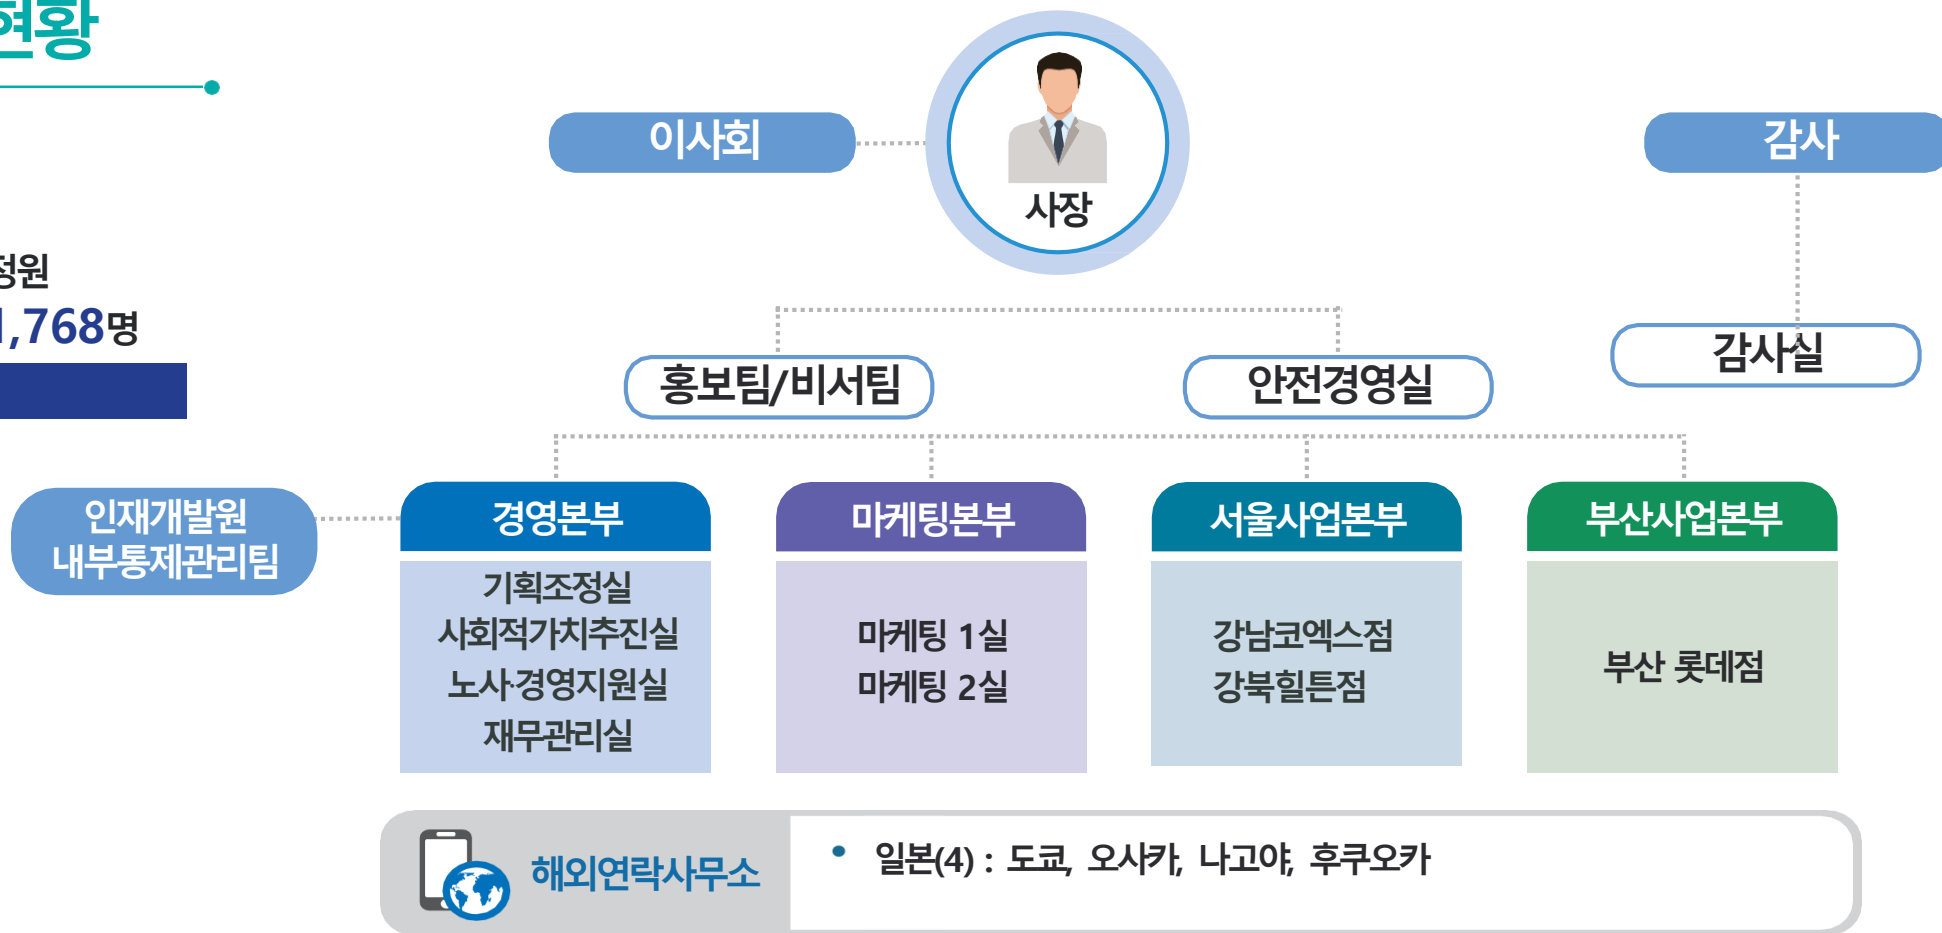 현황
이사회
사장
감사
정원
1,768명
홍보팀/비서팀
안전경영실
감사실
인재개발원
내부통제관리팀
경영본부
기획조정실
사회적가치추진실
노사·경영지원실
재무관리실
마케팅본부
마케팅 1실
마케팅 2실
서울사업본부
강남코엑스점
강북힐튼점
부산사업본부
부산 롯데점
해외연락사무소
• 일본(4) : 도쿄, 오사카, 나고야, 후쿠오카